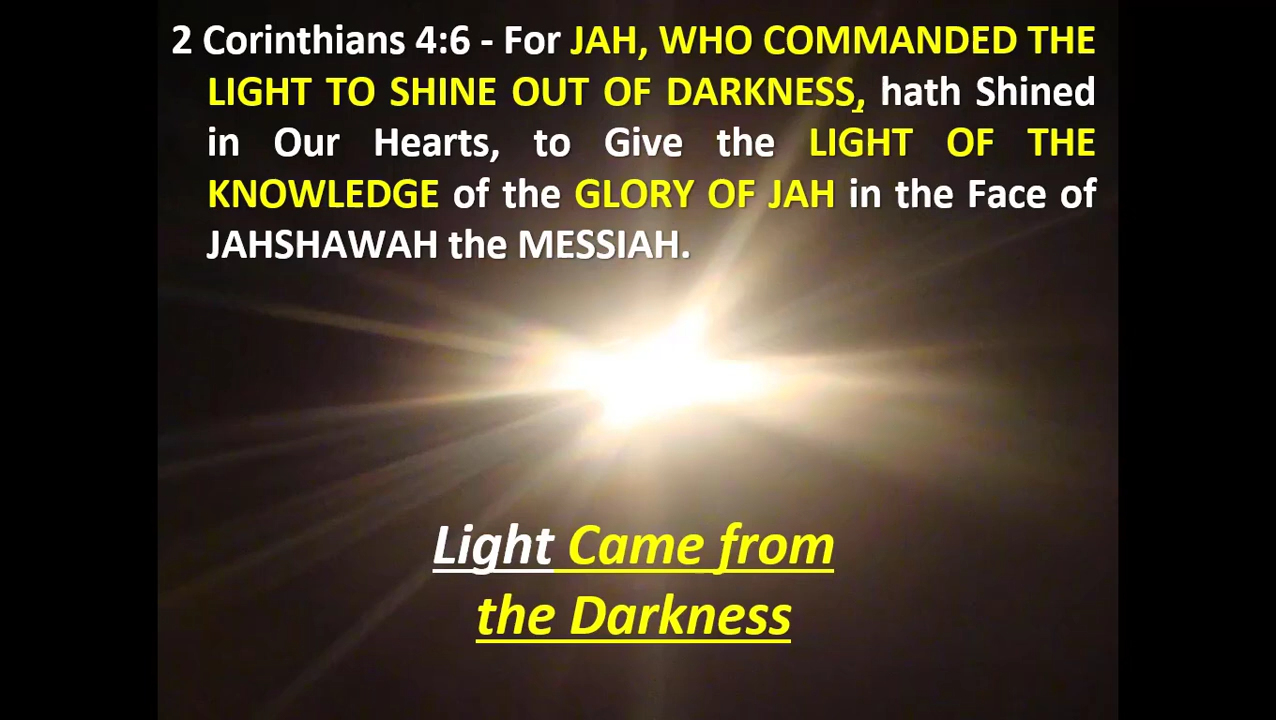 2 Corinthians 4:6 - For JAH, WHO COMMANDED THE
LIGHT TO SHINE OUT OF DARKNESS, hath Shined
in Our Hearts, to Give the LIGHT OF THE
KNOWLEDGE of the GLORY OF JAH in the Face of
JAHSHAWAH the MESSIAH.
Light Came from
the Darkness